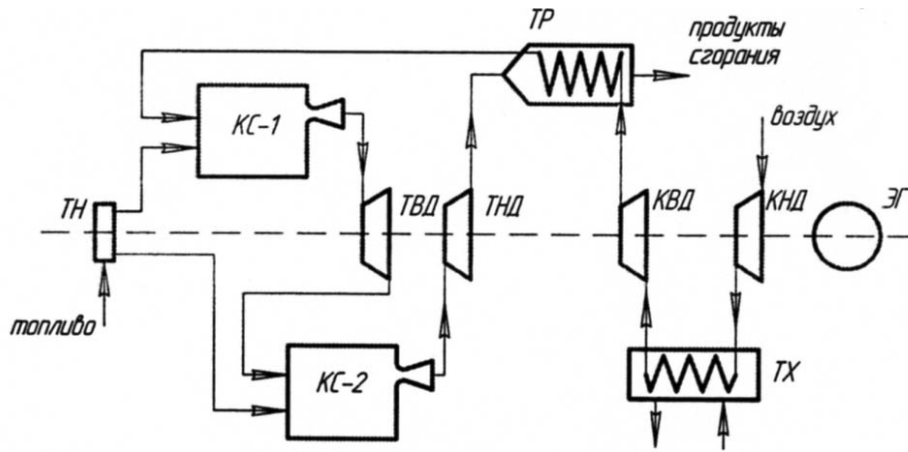 ТР
продукты
сгорания
КС-1
воздух
ТН
ТВД
ТНД
КВД
КНД
ЭГ
топливо
КС-2
ТХ